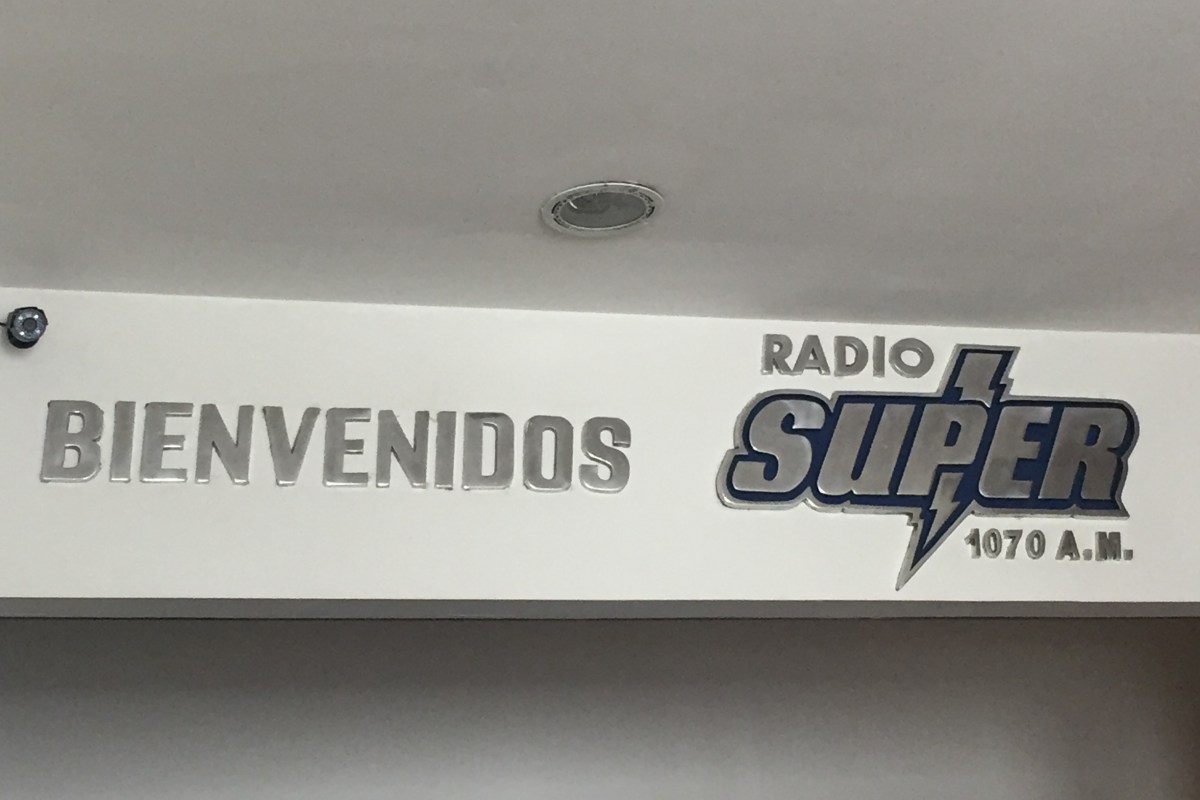 BIENVENIDOS
RADIO
SUPER
1070 A.M.